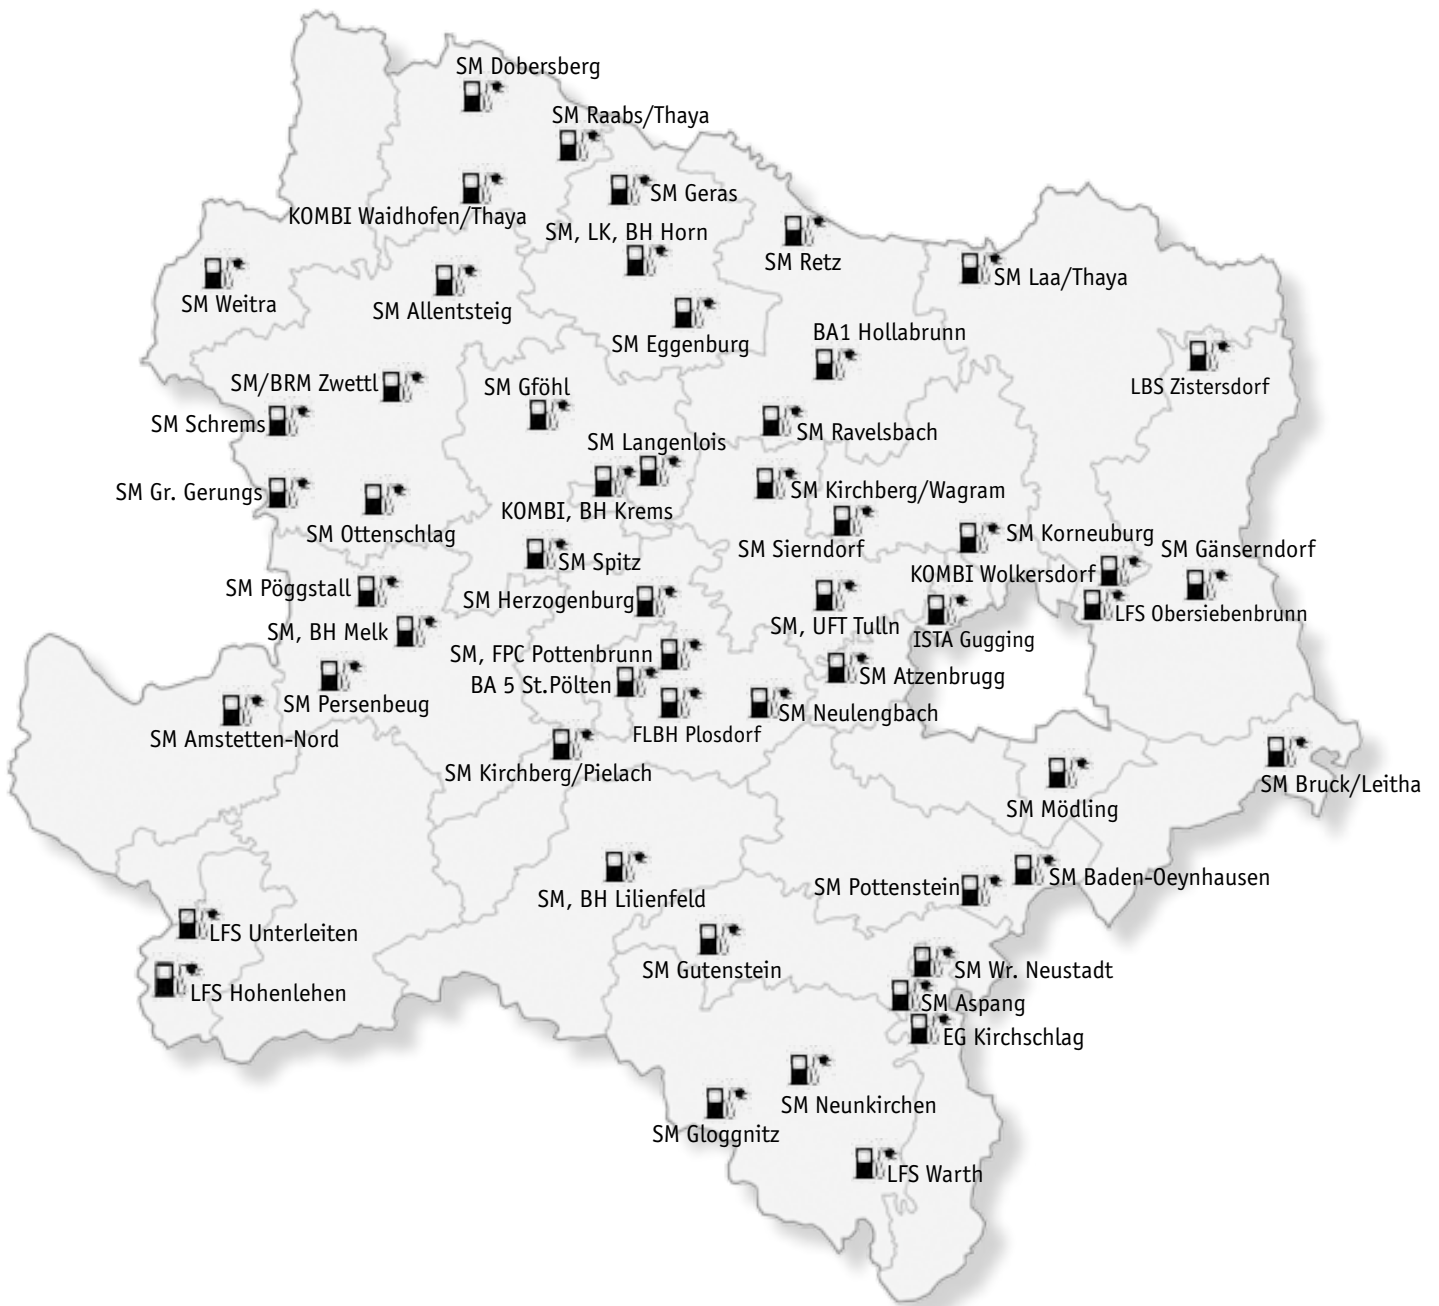 SM Dobersberg
SM Raabs/Thaya
SM Geras
KOMBI Waidhofen/Thaya
SM, LK, BH Horn
SM Retz
SM Laa/Thaya
SM Weitra
SM Allentsteig
SM Eggenburg
BA1 Hollabrunn
LBS Zistersdorf
SM/BRM Zwettl
SM Gföhl
SM Schrems
SM Ravelsbach
SM Langenlois
SM Gr. Gerungs
SM Kirchberg/Wagram
KOMBI, BH Krems
SM Ottenschlag
SM Korneuburg
SM Sierndorf
SM Gänserndorf
SM Spitz
KOMBI Wolkersdorf
SM Pöggstall
SM Herzogenburg
LFS Obersiebenbrunn
SM, UFT Tulln
SM, BH Melk
ISTA Gugging
SM, FPC Pottenbrunn
SM Atzenbrugg
BA 5 St.Pölten
SM Persenbeug
SM Neulengbach
FLBH Plosdorf
SM Amstetten-Nord
SM Kirchberg/Pielach
SM Bruck/Leitha
SM Mödling
SM Baden-Oeynhausen
SM Pottenstein
SM, BH Lilienfeld
LFS Unterleiten
SM Gutenstein
SM Wr. Neustadt
LFS Hohenlehen
SM Aspang
EG Kirchschlag
SM Neunkirchen
SM Gloggnitz
LFS Warth